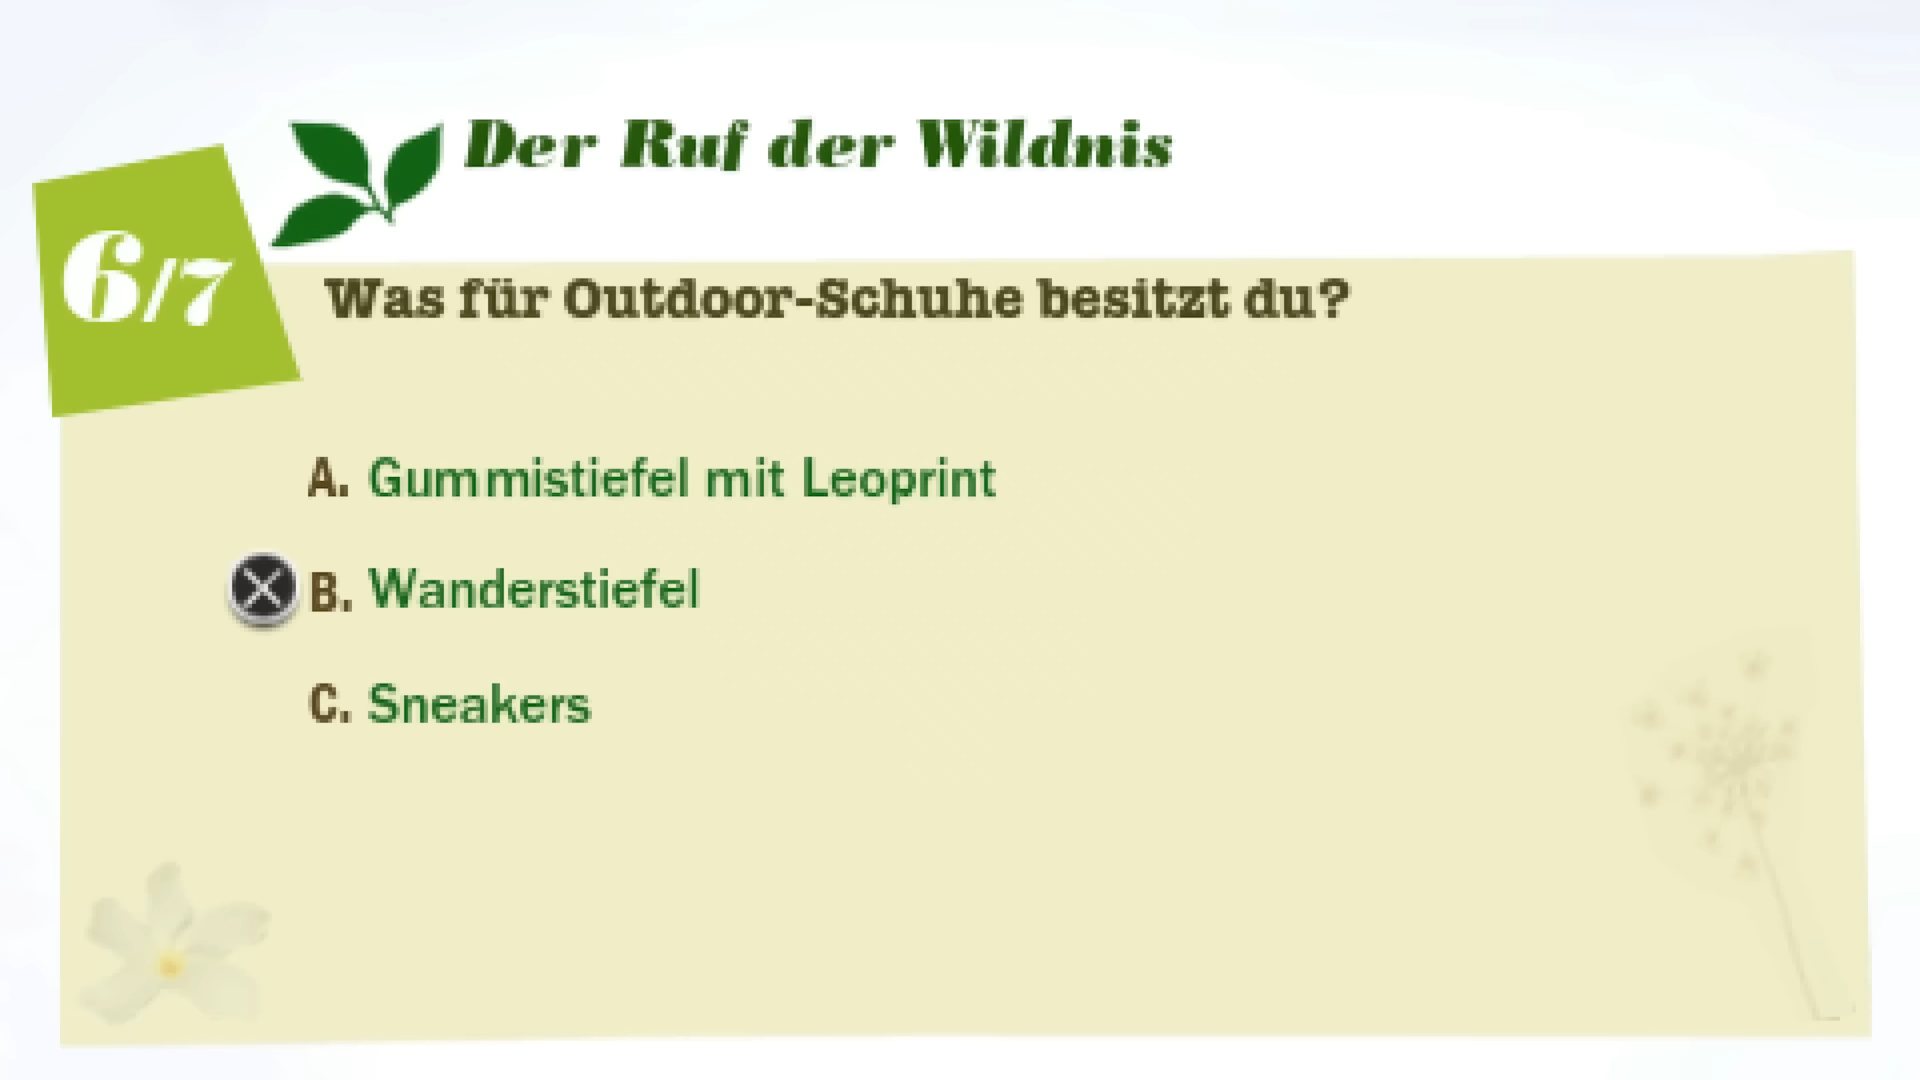 Der Ruf der Wildnis
6/7
Was für Outdoor-Schuhe besitzt du?
A. Gummistiefel mit Leoprint
B. Wanderstiefel
C. Sneakers